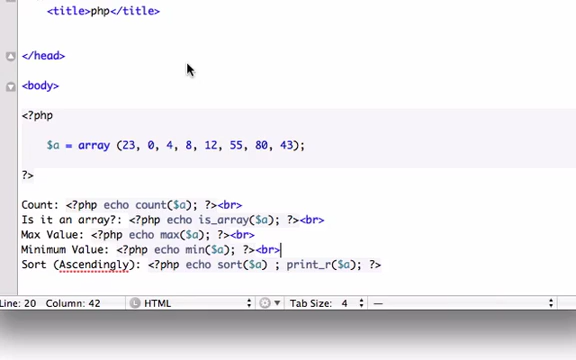 <title>php</title>
</head>
<body>
<?php
$a = array (23, 0, 4, 8, 12, 55, 80, 43);
?>
Count: <?php echo count($a); ?><br>
Is it an array?: <?php echo is_array($a); ?><br>
Max Value: <?php echo max($a); ?><br>
Minimum Value: <?php echo min($a); ?><br>
Sort (Ascendingly): <?php echo sort($a) ; print_r($a); ?>
Line: 20 Column: 42 HTML Tab Size: 4 —